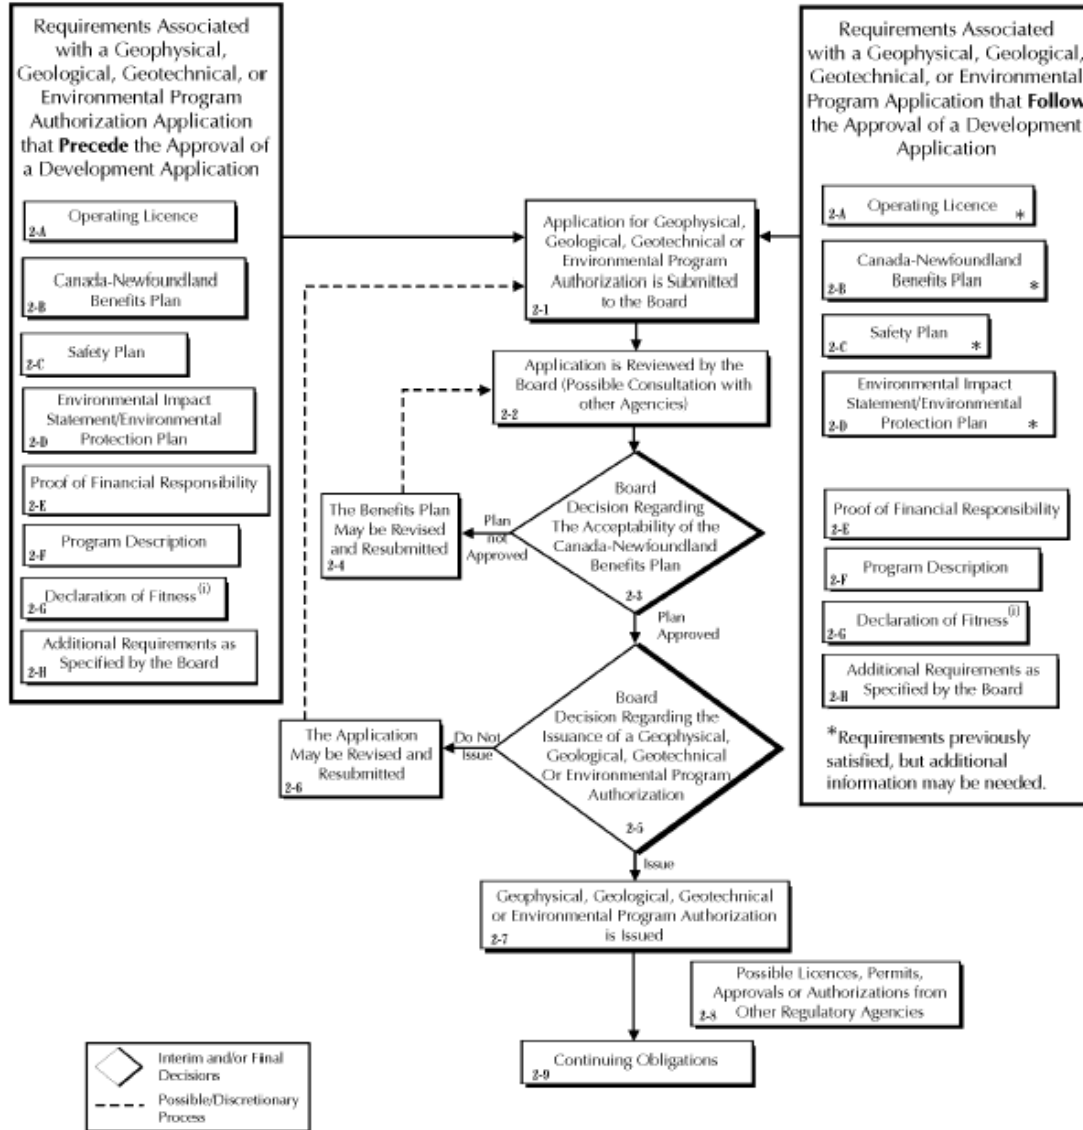 Requirements Associated
with a Geophysical,
Geological, Geotechnical, or
Environmental Program
Authorization Application
that Precede the Approval of
a Development Application
Operating Licence
2-A
Canada-Newfoundland
Benefits Plan
2-B
Safety Plan
2-C
Environmental Impact
Statement/Environmental
Protection Plan
2-D
Proof of Financial Responsibility
2-E
Program Description
2-F
Declaration of Fitness(i)
2-G
Additional Requirements as
Specified by the Board
2-H
Application for Geophysical,
Geological, Geotechnical or
Environmental Program
Authorization is Submitted
to the Board
2-1
Application is Reviewed by the
Board (Possible Consultation with
other Agencies)
2-2
Board
Decision Regarding
The Acceptability of the
Canada-Newfoundland
Benefits Plan
2-3
Plan
not
Approved
The Benefits Plan
May be Revised
and Resubmitted
2-4
Plan
Approved
Board
Decision Regarding the
Issuance of a Geophysical,
Geological, Geotechnical
Or Environmental Program
Authorization
2-5
Do Not
Issue
The Application
May be Revised and
Resubmitted
2-6
Issue
Geophysical, Geological, Geotechnical
or Environmental Program Authorization
is Issued
2-7
Possible Licences, Permits,
Approvals or Authorizations from
Other Regulatory Agencies
2-8
Continuing Obligations
2-9
Requirements Associated
with a Geophysical, Geological,
Geotechnical, or Environmental
Program Application that Follow
the Approval of a Development
Application
Operating Licence
2-A *
Canada-Newfoundland
Benefits Plan
2-B *
Safety Plan
2-C *
Environmental Impact
Statement/Environmental
Protection Plan
2-D *
Proof of Financial Responsibility
2-E
Program Description
2-F
Declaration of Fitness(i)
2-G
Additional Requirements as
Specified by the Board
2-H
*Requirements previously
satisfied, but additional
information may be needed.
Interim and/or Final
Decisions
Possible/Discretionary
Process